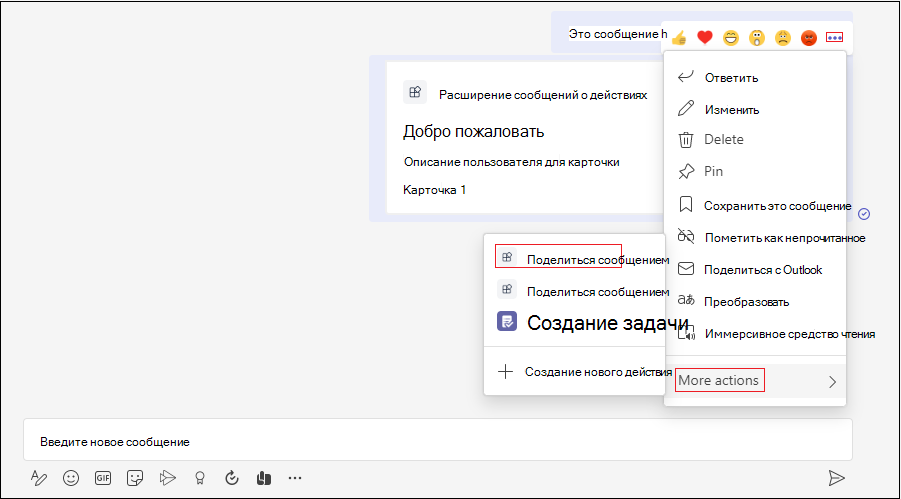 Это сообщение h
Расширение сообщений о действиях
Добро пожаловать
Описание пользователя для карточки
Карточка 1
Ответить
Изменить
Delete
Pin
Сохранить это сообщение
Пометить как непрочитанное
Поделиться с Outlook
Преобразовать
Иммерсивное средство чтения
More actions
Поделиться сообщением
Поделиться сообщением
Создание задачи
Создание нового действия
Введите новое сообщение
GIF